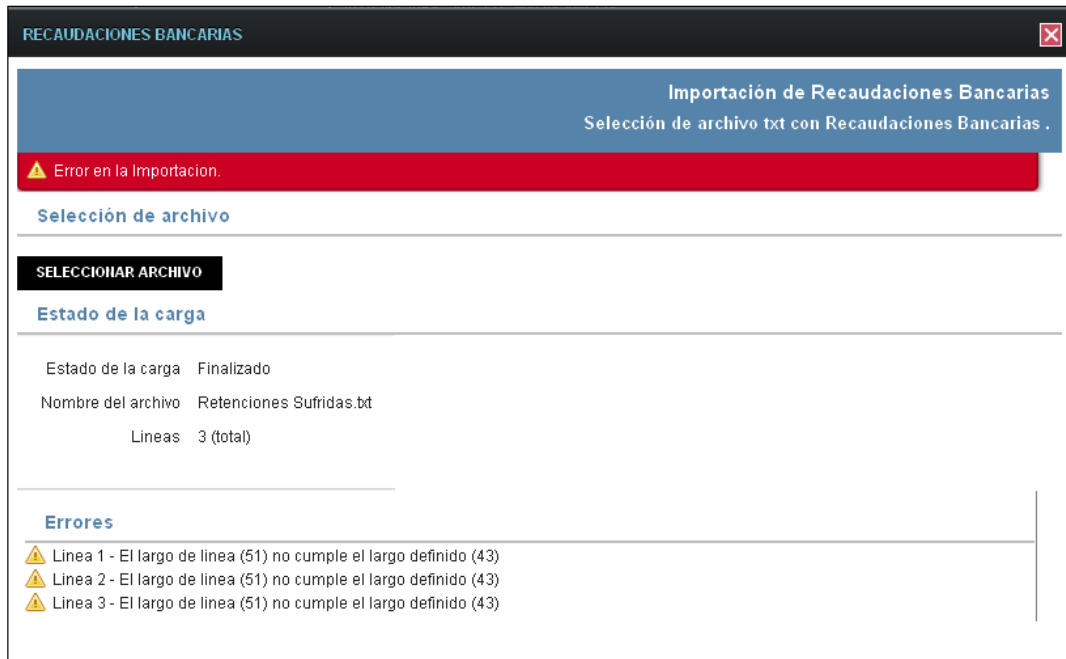 RECAUDACIONES BANCARIAS
Importación de Recaudaciones Bancarias
Selección de archivo txt con Recaudaciones Bancarias .
Error en la Importacion.
Selección de archivo
SELECCIONAR ARCHIVO
Estado de la carga
Estado de la carga Finalizado
Nombre del archivo Retenciones Sufridas.txt
Lineas 3 (total)
Errores
Linea 1 - El largo de linea (51) no cumple el largo definido (43)
Linea 2 - El largo de linea (51) no cumple el largo definido (43)
Linea 3 - El largo de linea (51) no cumple el largo definido (43)